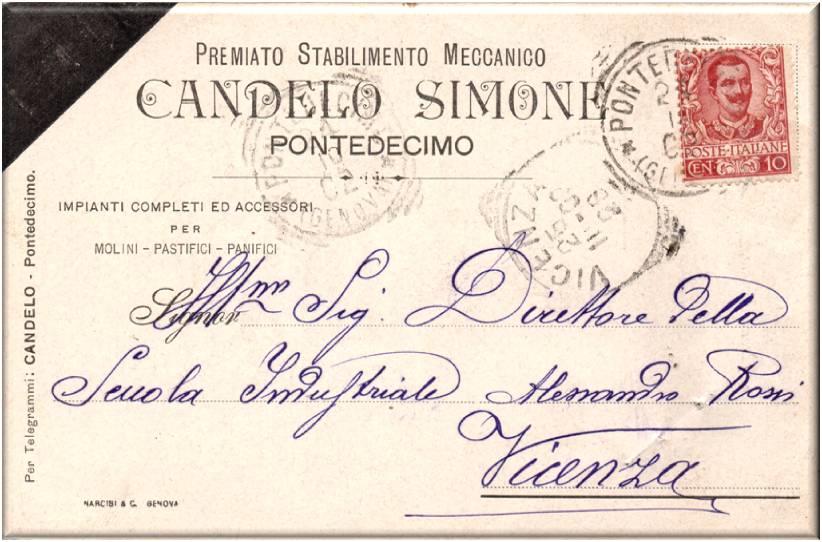 PREMIATO STABILIMENTO MECCANICO
CANDELO SIMONE
PONTEDECIMO
IMPIANTI COMPLETI ED ACCESSORI
PER
MOLINI - PASTIFICI - PANIFICI
POSTE·ITALIANE
CEN· 10
PONTEDECIMO
(GENOVA)
VICENZA
Signor Ill.mo Sig. Direttore della
Scuola Industriale Alessandro Rossi
Vicenza
Per Telegrammi: CANDELO - Pontedecimo.
NARCISI & C. GENOVA